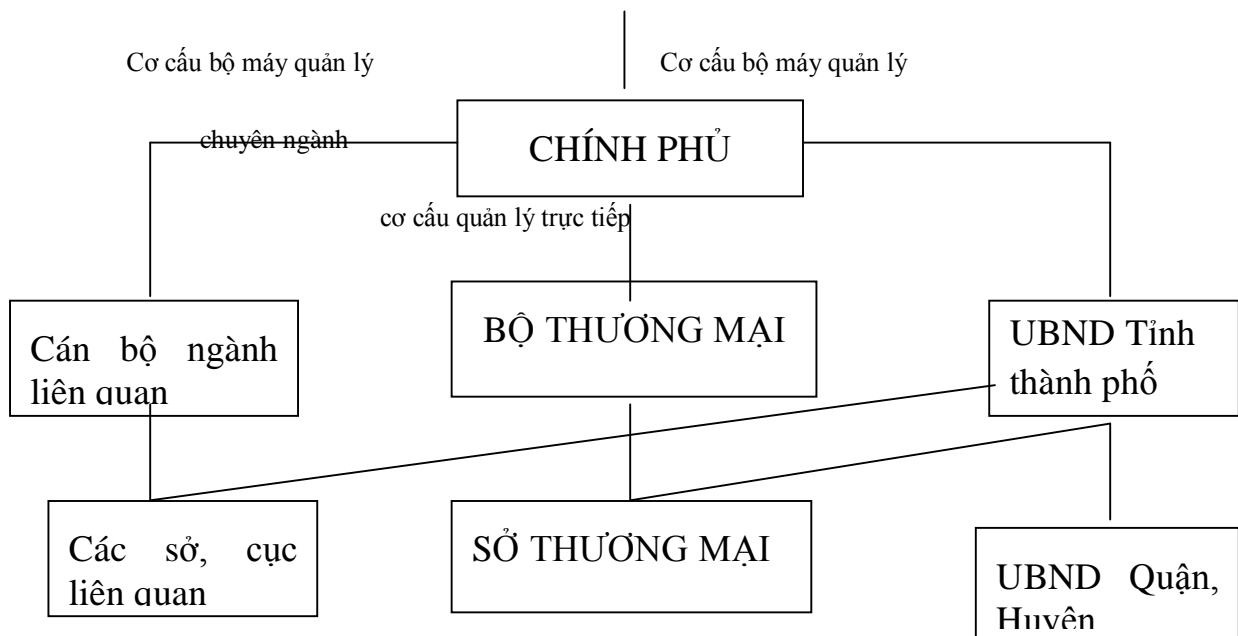 Cơ cấu bộ máy quản lý
Cơ cấu bộ máy quản lý
chuyên ngành
CHÍNH PHỦ
cơ cấu quản lý trực tiếp
Cán bộ ngành
liên quan
BỘ THƯƠNG MẠI
UBND Tỉnh
thành phố
Các sở, cục
liên quan
SỞ THƯƠNG MẠI
UBND Quận,
Huyện